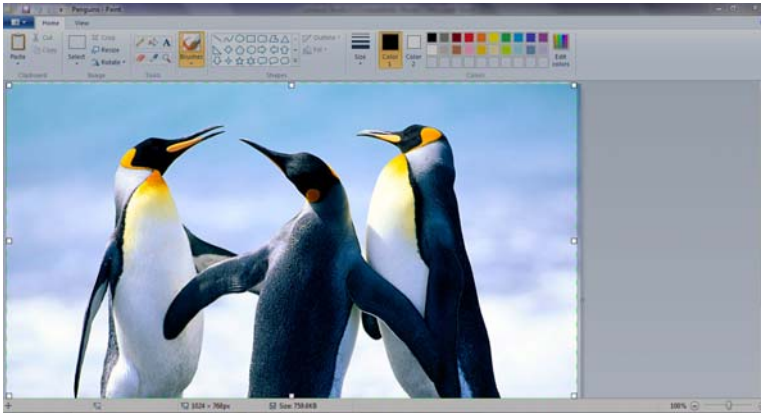 Penguins - Paint
Home View
Paste
Cut
Copy
Clipboard
Select
Crop
Resize
Rotate
Image
A
Tools
Brushes
Outline
Fill
Shapes
Size
Color 1
Color 2
Edit colors
Colors
1024 × 768px
Size: 759.6KB
100%